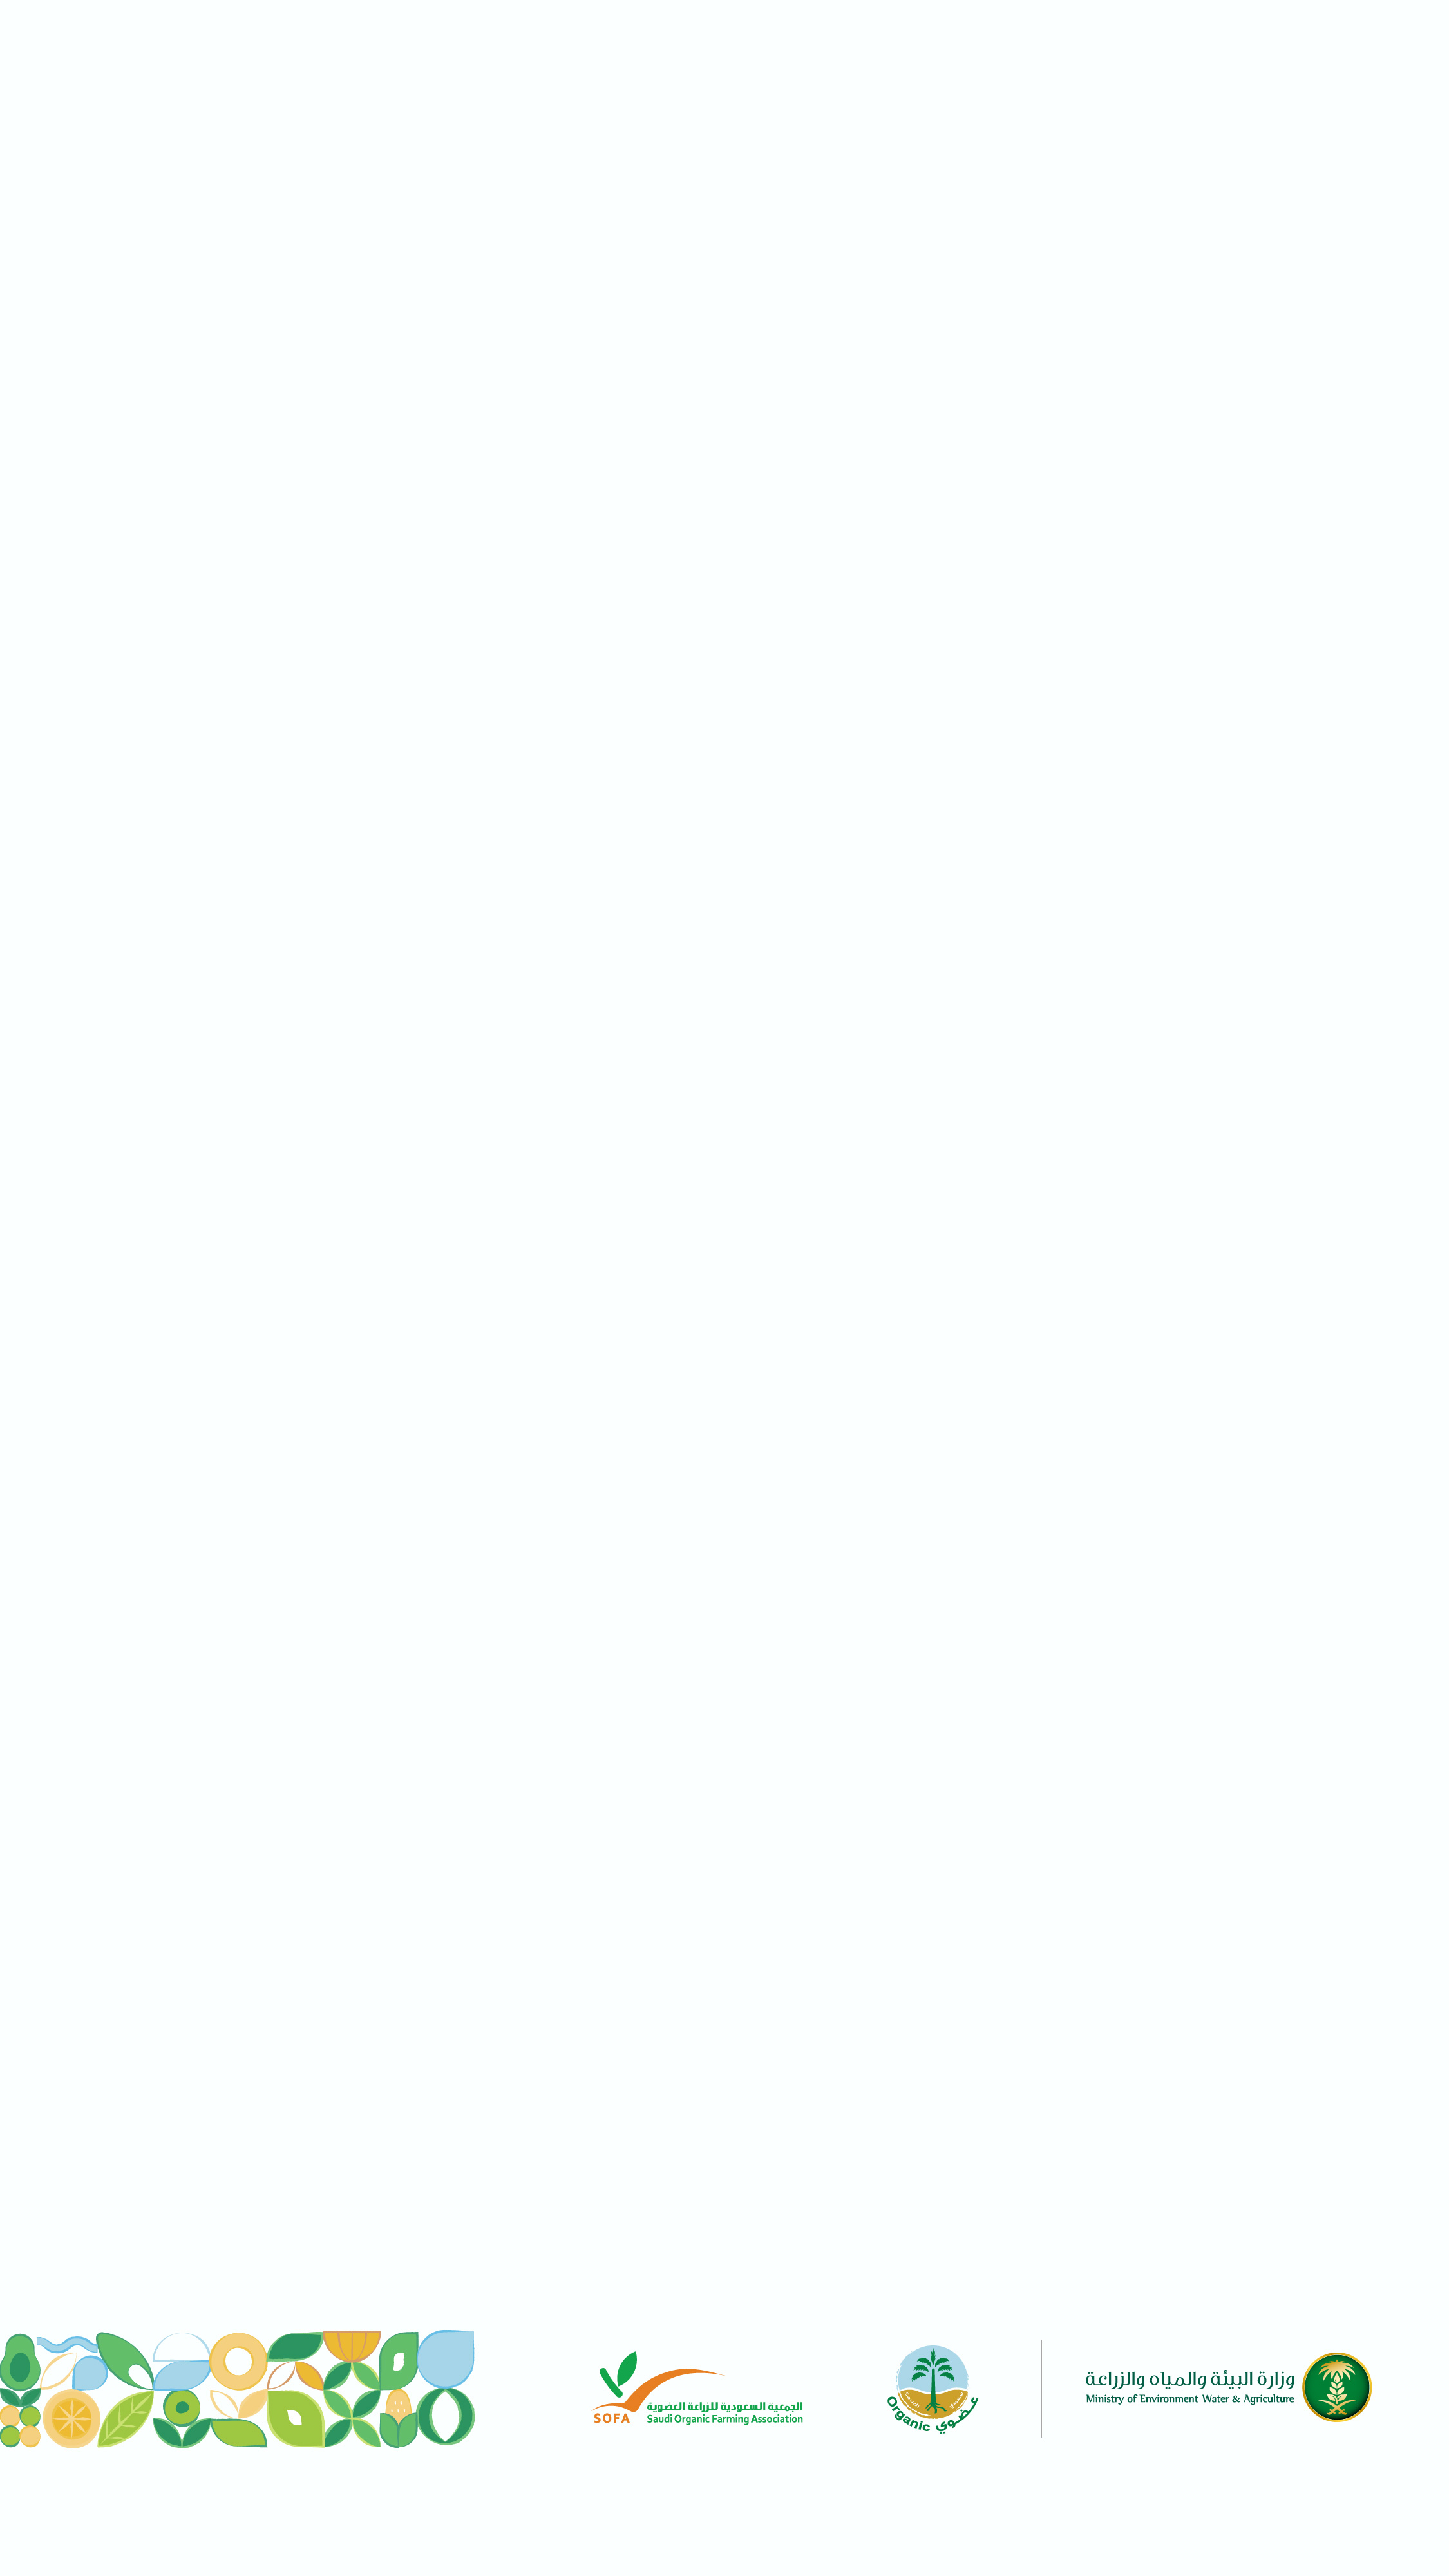 الجمعية السعودية للزراعة العضوية
Saudi Organic Farming Association
SOFA
Organic عضوي
وزارة البيئة والمياه والزراعة
Ministry of Environment Water & Agriculture